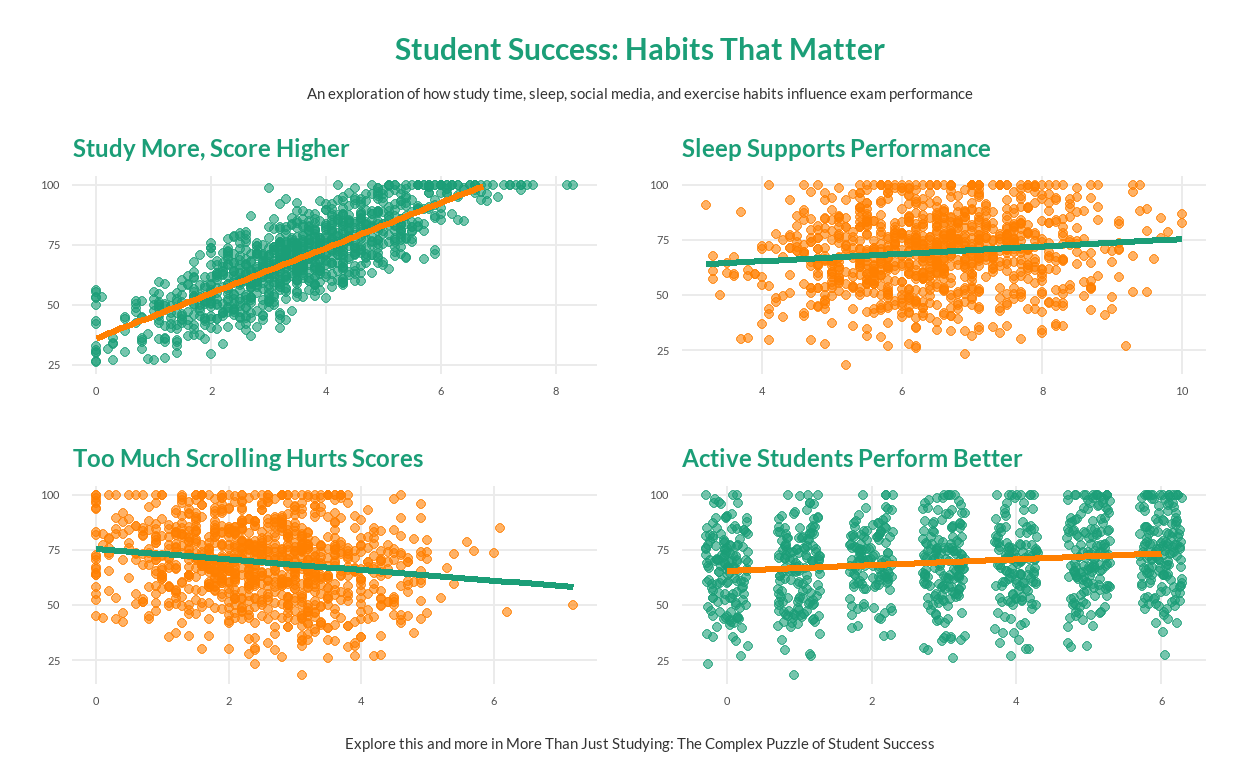 Student Success: Habits That Matter
An exploration of how study time, sleep, social media, and exercise habits influence exam performance
Study More, Score Higher
100
75
50
25
0 2 4 6 8
Sleep Supports Performance
100
75
50
25
4 6 8 10
Too Much Scrolling Hurts Scores
100
75
50
25
0 2 4 6
Active Students Perform Better
100
75
50
25
0 2 4 6
Explore this and more in More Than Just Studying: The Complex Puzzle of Student Success